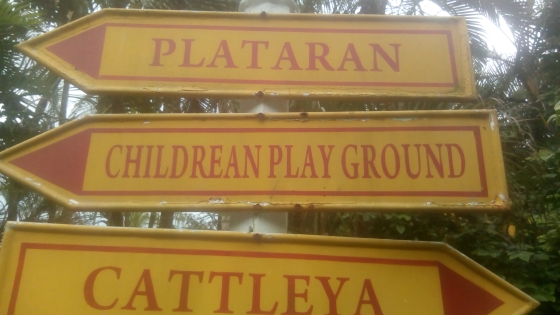 PLATARAN
CHILDREAN PLAY GROUND
CATTLEYA